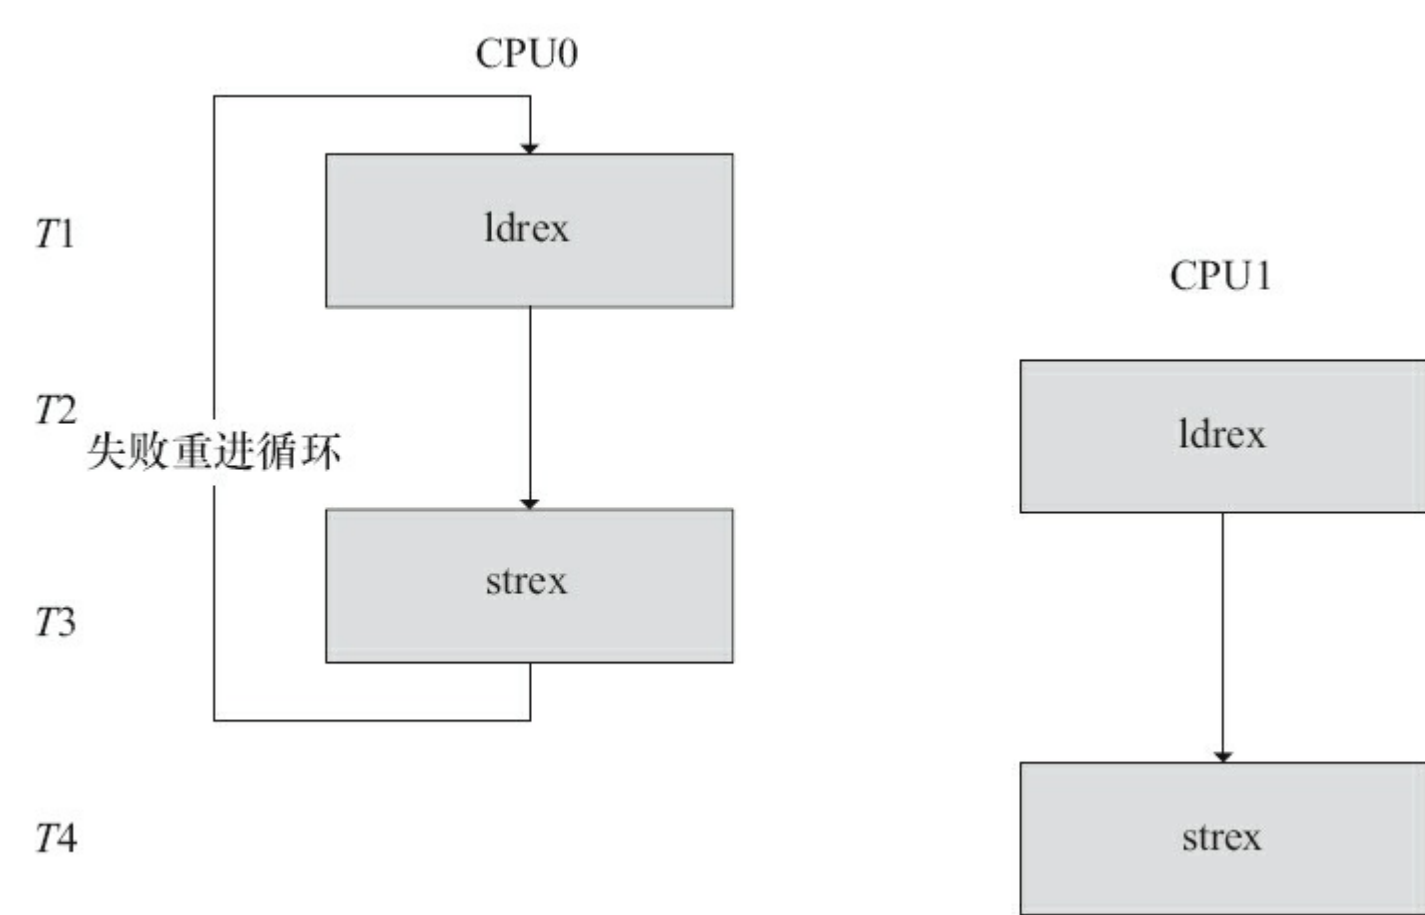 CPU0
T1
ldrex
CPU1
T2
失败重进循环
ldrex
strex
T3
T4
strex